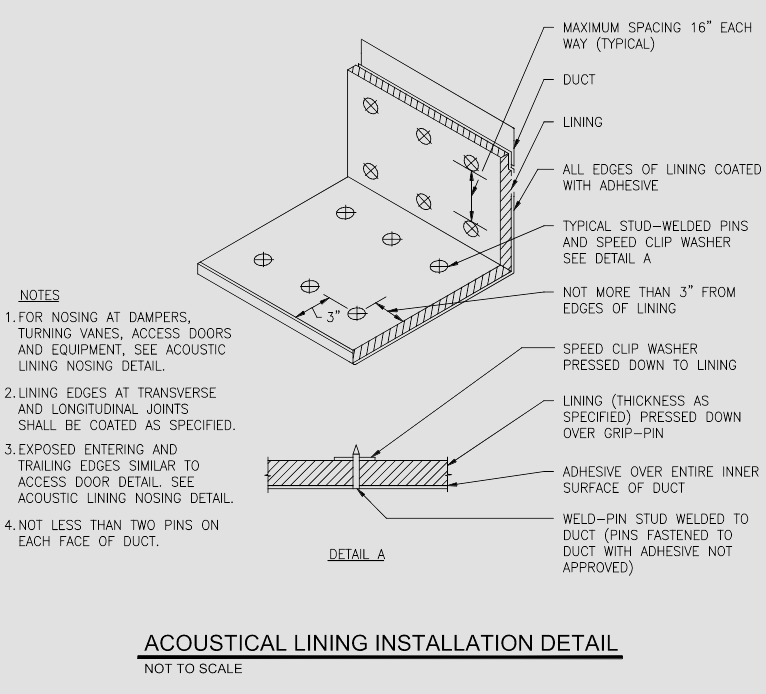 MAXIMUM SPACING 16" EACH
WAY (TYPICAL)
DUCT
LINING
ALL EDGES OF LINING COATED
WITH ADHESIVE
TYPICAL STUD-WELDED PINS
AND SPEED CLIP WASHER
SEE DETAIL A
NOT MORE THAN 3" FROM
EDGES OF LINING
3"
SPEED CLIP WASHER
PRESSED DOWN TO LINING
LINING (THICKNESS AS
SPECIFIED) PRESSED DOWN
OVER GRIP-PIN
ADHESIVE OVER ENTIRE INNER
SURFACE OF DUCT
WELD-PIN STUD WELDED TO
DUCT (PINS FASTENED TO
DUCT WITH ADHESIVE NOT
APPROVED)
DETAIL A
NOTES
1. FOR NOSING AT DAMPERS,
TURNING VANES, ACCESS DOORS
AND EQUIPMENT, SEE ACOUSTIC
LINING NOSING DETAIL.
2. LINING EDGES AT TRANSVERSE
AND LONGITUDINAL JOINTS
SHALL BE COATED AS SPECIFIED.
3. EXPOSED ENTERING AND
TRAILING EDGES SIMILAR TO
ACCESS DOOR DETAIL. SEE
ACOUSTIC LINING NOSING DETAIL.
4. NOT LESS THAN TWO PINS ON
EACH FACE OF DUCT.
ACOUSTICAL LINING INSTALLATION DETAIL
NOT TO SCALE